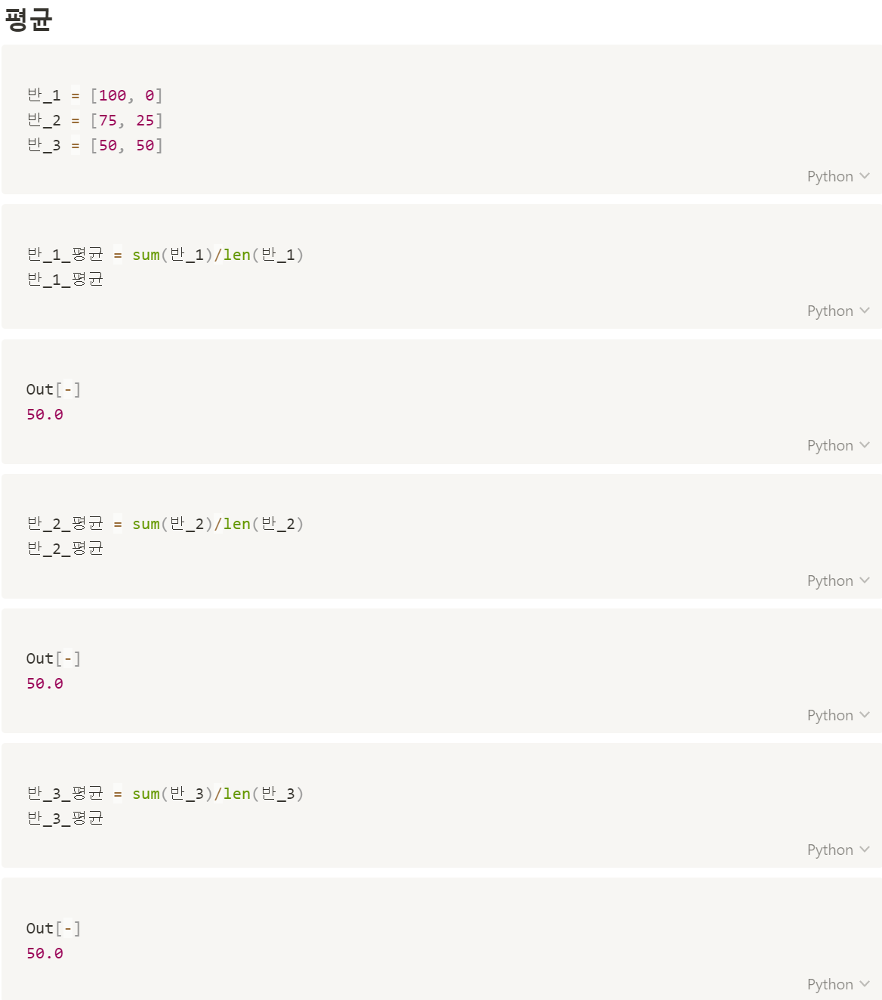 평균
반_1 = [100, 0]
반_2 = [75, 25]
반_3 = [50, 50]
Python
반_1_평균 = sum(반_1)/len(반_1)
반_1_평균
Python
Out[-]
50.0
Python
반_2_평균 = sum(반_2)/len(반_2)
반_2_평균
Python
Out[-]
50.0
Python
반_3_평균 = sum(반_3)/len(반_3)
반_3_평균
Python
Out[-]
50.0
Python